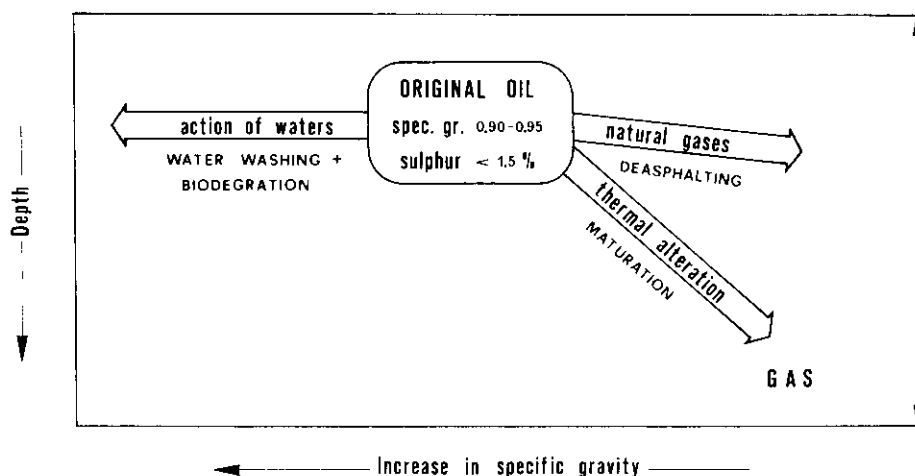 ORIGINAL OIL
spec. gr. 0.90-0.95
sulphur < 1.5 %
action of waters
WATER WASHING +
BIODEGRATION
natural gases
DEASPHALTING
thermal alteration
MATURATION
GAS
Depth
Increase in specific gravity